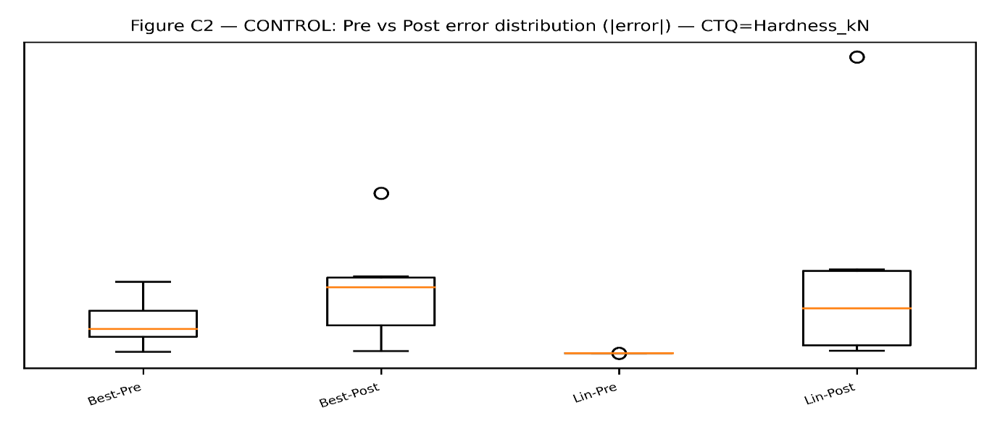 Figure C2 — CONTROL: Pre vs Post error distribution (|error|) — CTQ=Hardness_kN
Best-Pre
Best-Post
Lin-Pre
Lin-Post